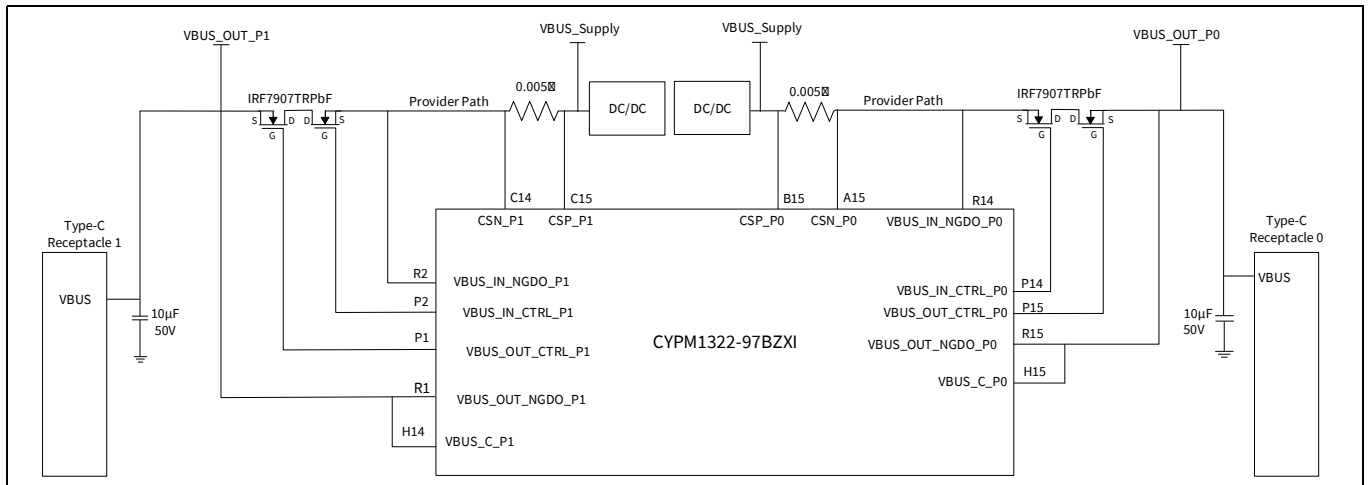 VBUS_OUT_P1
VBUS_Supply
VBUS_Supply
VBUS_OUT_P0
IRF7907TRPbF
Provider Path
0.005
DC/DC
DC/DC
0.005
Provider Path
IRF7907TRPbF
S D D S
G G
S D D S
G G
C14
C15
B15
A15
R14
CSN_P1
CSP_P1
CSP_P0
CSN_P0
VBUS_IN_NGDO_P0
Type-C
Receptacle 1
VBUS
10µF
50V
R2
VBUS_IN_NGDO_P1
P2
VBUS_IN_CTRL_P1
P1
VBUS_OUT_CTRL_P1
R1
VBUS_OUT_NGDO_P1
H14
VBUS_C_P1
CYPM1322-97BZXI
VBUS_IN_CTRL_P0
P14
VBUS_OUT_CTRL_P0
P15
VBUS_OUT_NGDO_P0
R15
VBUS_C_P0
H15
Type-C
Receptacle 0
VBUS
10µF
50V